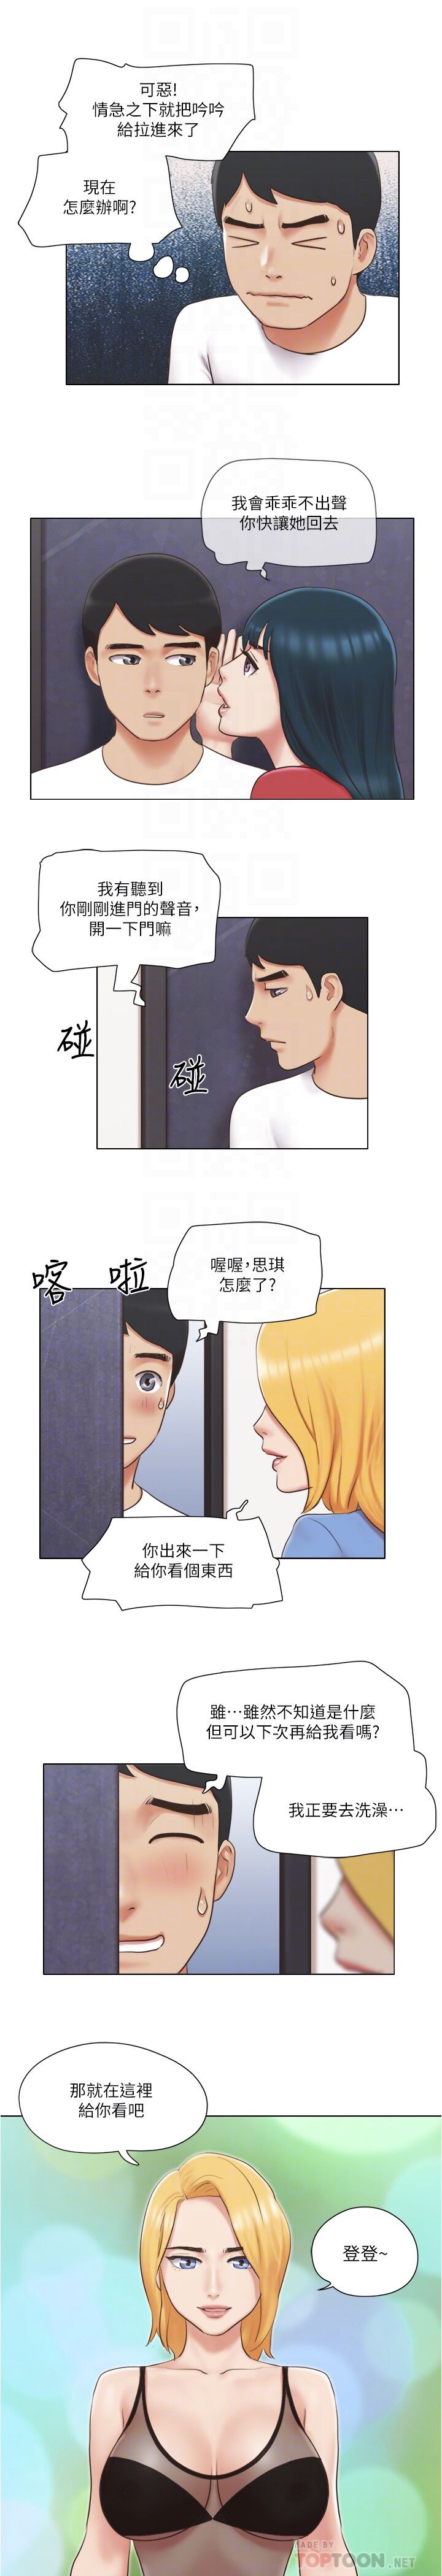 可惡!
情急之下就把吟吟
給拉進來了
現在
怎麼辦啊?
我會乖乖不出聲
你快讓她回去
我有聽到
你剛剛進門的聲音,
開一下門嘛
碰
碰
喀 啦
喔喔,思琪
怎麼了?
你出來一下
給你看個東西
雖…雖然不知道是什麼
但可以下次再給我看嗎?
我正要去洗澡…
那就在這裡
給你看吧
登登~
MADE BY
TOPTOON.NET